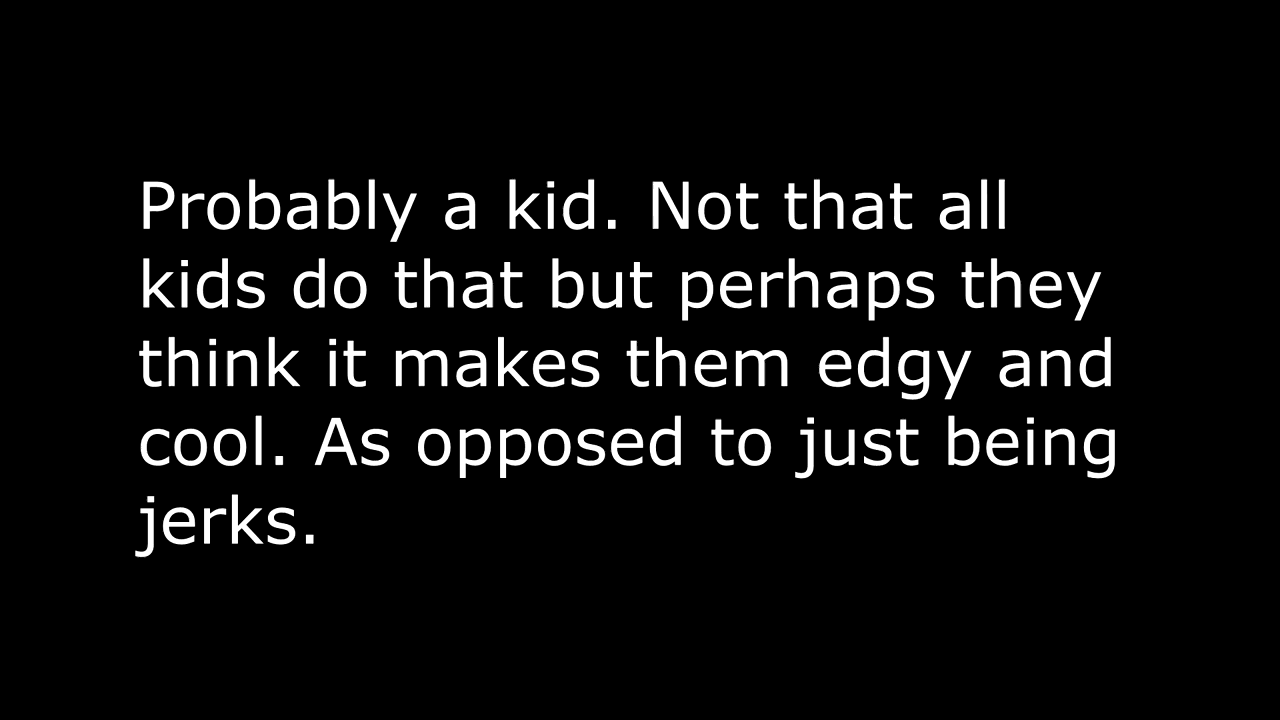 Probably a kid. Not that all
kids do that but perhaps they
think it makes them edgy and
cool. As opposed to just being
jerks.